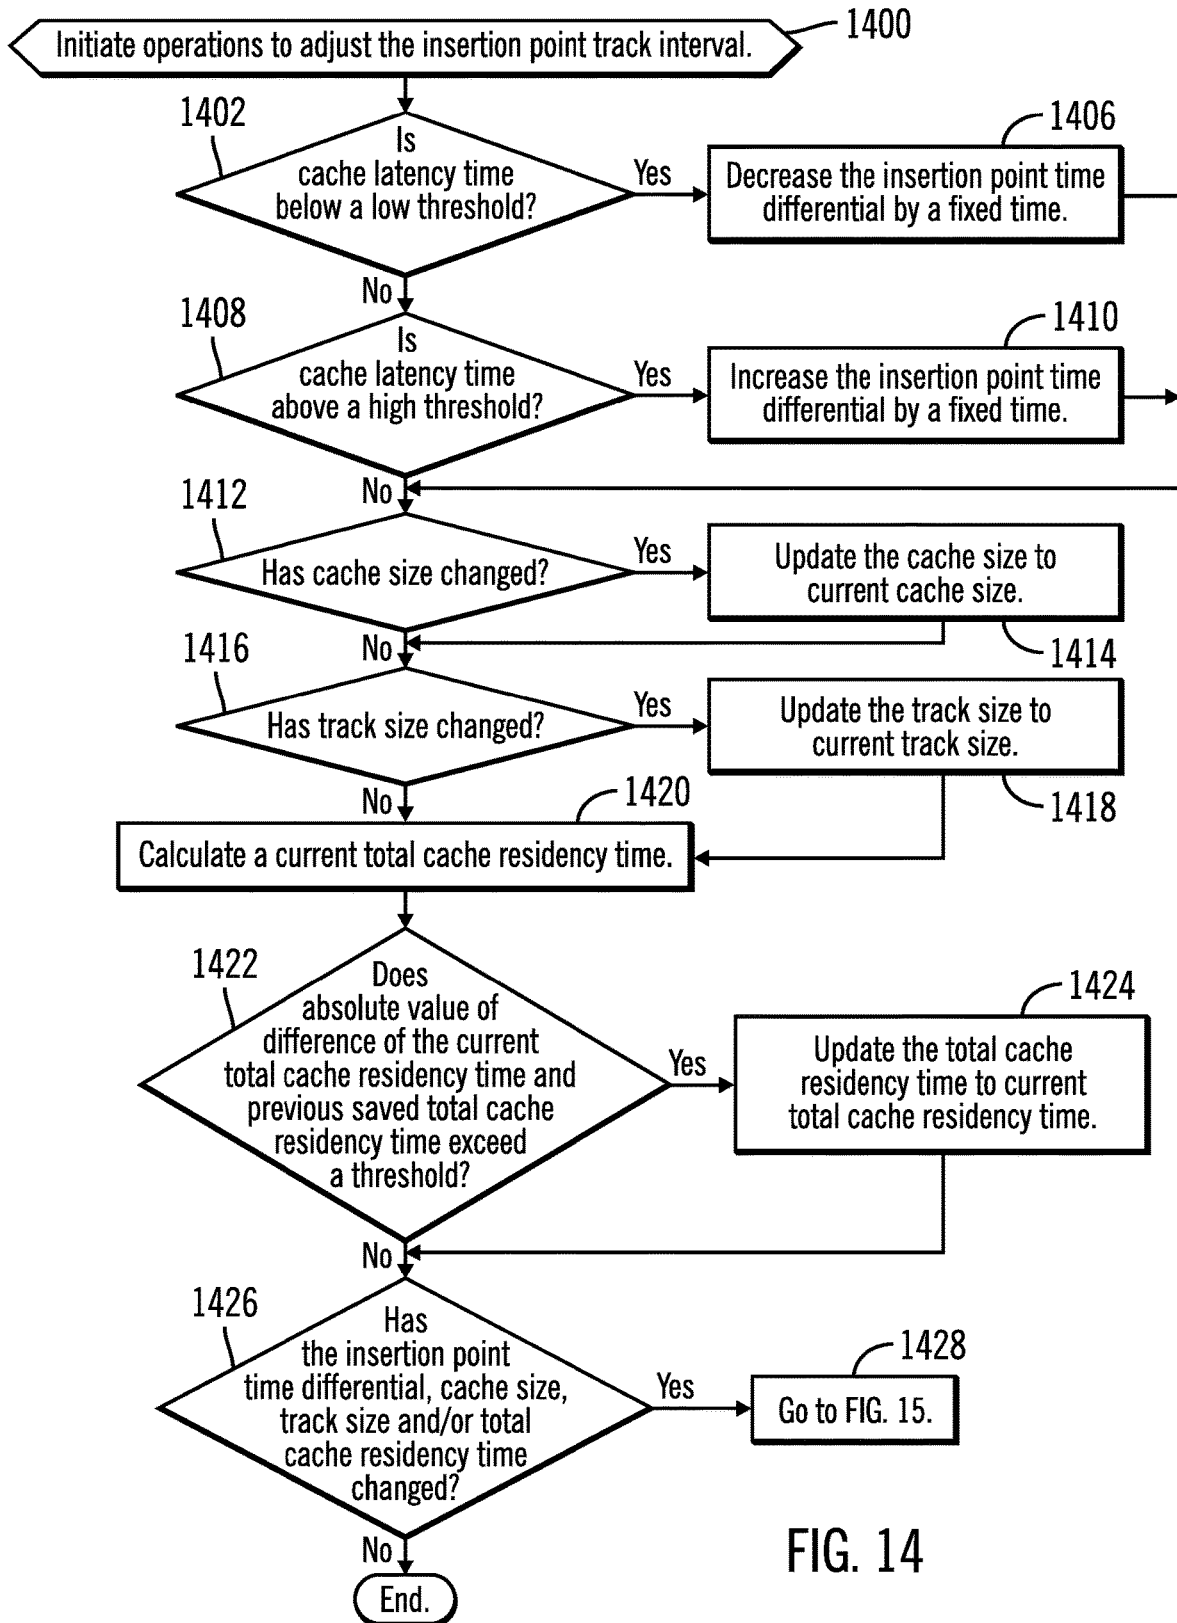 Initiate operations to adjust the insertion point track interval.
1400
1402
Is
cache latency time
below a low threshold?
Yes
1406
Decrease the insertion point time
differential by a fixed time.
No
1408
Is
cache latency time
above a high threshold?
Yes
1410
Increase the insertion point time
differential by a fixed time.
No
1412
Has cache size changed?
Yes
Update the cache size to
current cache size.
1414
No
1416
Has track size changed?
Yes
Update the track size to
current track size.
1418
No
1420
Calculate a current total cache residency time.
1422
Does
absolute value of
difference of the current
total cache residency time and
previous saved total cache
residency time exceed
a threshold?
Yes
1424
Update the total cache
residency time to current
total cache residency time.
No
1426
Has
the insertion point
time differential, cache size,
track size and/or total
cache residency time
changed?
Yes
1428
Go to FIG. 15.
No
End.
FIG. 14